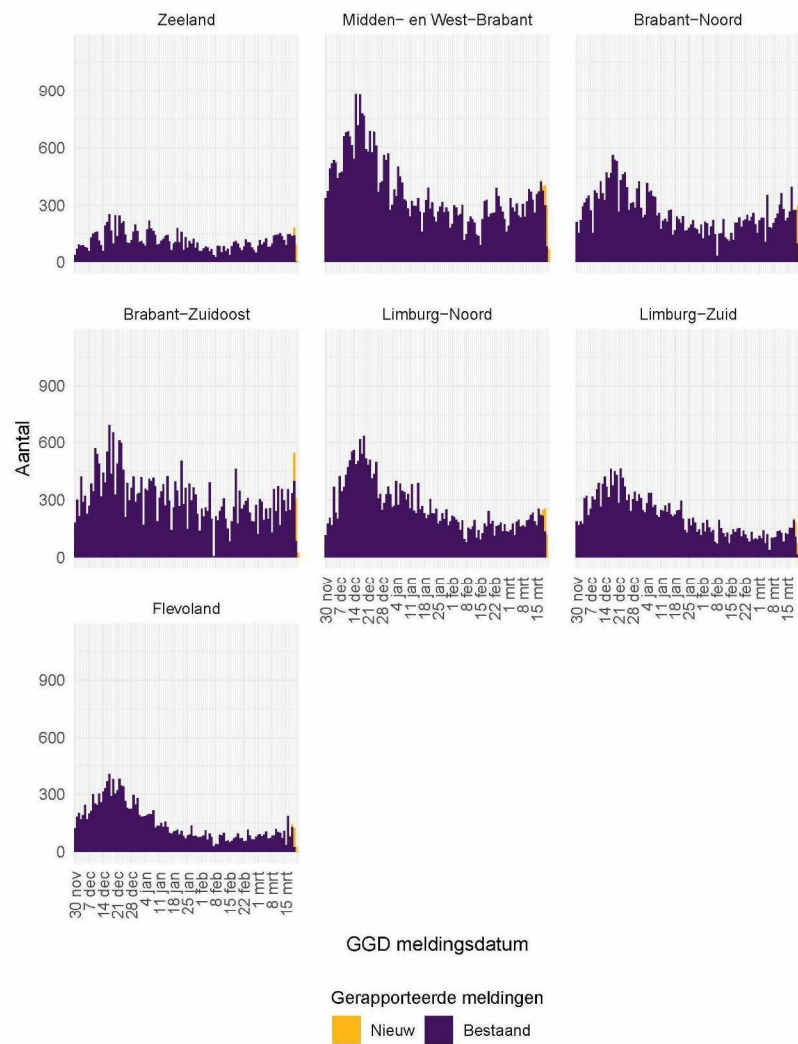 Zeeland
Midden- en West-Brabant
Brabant-Noord
900
600
300
0
Brabant-Zuidoost
Limburg-Noord
Limburg-Zuid
900
600
300
0
Aantal
30 nov
7 dec
14 dec
21 dec
28 dec
4 jan
11 jan
18 jan
25 jan
1 feb
8 feb
15 feb
22 feb
1 mrt
8 mrt
15 mrt
30 nov
7 dec
14 dec
21 dec
28 dec
4 jan
11 jan
18 jan
25 jan
1 feb
8 feb
15 feb
22 feb
1 mrt
8 mrt
15 mrt
Flevoland
900
600
300
0
30 nov
7 dec
14 dec
21 dec
28 dec
4 jan
11 jan
18 jan
25 jan
1 feb
8 feb
15 feb
22 feb
1 mrt
8 mrt
15 mrt
GGD meldingsdatum
Gerapporteerde meldingen
Nieuw
Bestaand